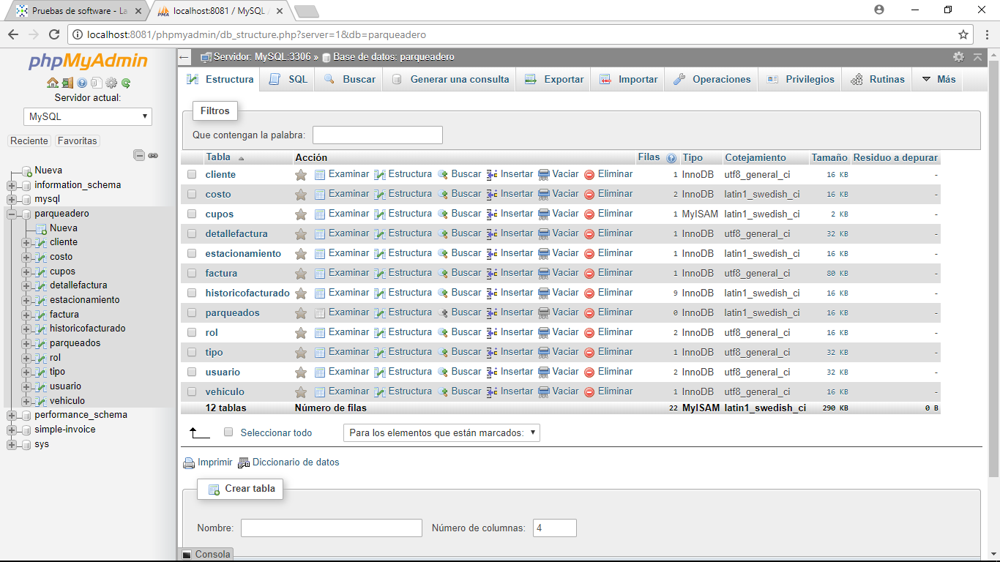 Pruebas de software - La
localhost:8081 / MySQL /
localhost:8081/phpmyadmin/db_structure.php?server=1&db=parqueadero
phpMyAdmin
Servidor actual:
MySQL
Reciente Favoritas
Nueva
information_schema
mysql
parqueadero
Nueva
cliente
costo
cupos
detallefactura
estacionamiento
factura
historicofacturado
parqueados
rol
tipo
usuario
vehiculo
performance_schema
simple-invoice
sys
Servidor: MySQL:3306 » Base de datos: parqueadero
Estructura SQL Buscar Generar una consulta Exportar Importar Operaciones Privilegios Rutinas Más
Filtros
Que contengan la palabra:
Tabla Acción Filas Tipo Cotejamiento Tamaño Residuo a depurar
cliente Examinar Estructura Buscar Insertar Vaciar Eliminar 1 InnoDB utf8_general_ci 16 KB -
costo Examinar Estructura Buscar Insertar Vaciar Eliminar 2 InnoDB latin1_swedish_ci 16 KB -
cupos Examinar Estructura Buscar Insertar Vaciar Eliminar 1 MyISAM latin1_swedish_ci 2 KB -
detallefactura Examinar Estructura Buscar Insertar Vaciar Eliminar 1 InnoDB utf8_general_ci 32 KB -
estacionamiento Examinar Estructura Buscar Insertar Vaciar Eliminar 1 InnoDB latin1_swedish_ci 16 KB -
factura Examinar Estructura Buscar Insertar Vaciar Eliminar 1 InnoDB utf8_general_ci 80 KB -
historicofacturado Examinar Estructura Buscar Insertar Vaciar Eliminar 9 InnoDB latin1_swedish_ci 16 KB -
parqueados Examinar Estructura Buscar Insertar Vaciar Eliminar 0 InnoDB latin1_swedish_ci 16 KB -
rol Examinar Estructura Buscar Insertar Vaciar Eliminar 2 InnoDB utf8_general_ci 16 KB -
tipo Examinar Estructura Buscar Insertar Vaciar Eliminar 1 InnoDB utf8_general_ci 32 KB -
usuario Examinar Estructura Buscar Insertar Vaciar Eliminar 2 InnoDB utf8_general_ci 32 KB -
vehiculo Examinar Estructura Buscar Insertar Vaciar Eliminar 1 InnoDB utf8_general_ci 16 KB -
12 tablas Número de filas 22 MyISAM latin1_swedish_ci 290 KB 0 B
Seleccionar todo Para los elementos que están marcados:
Imprimir Diccionario de datos
Crear tabla
Nombre: Número de columnas: 4
Consola